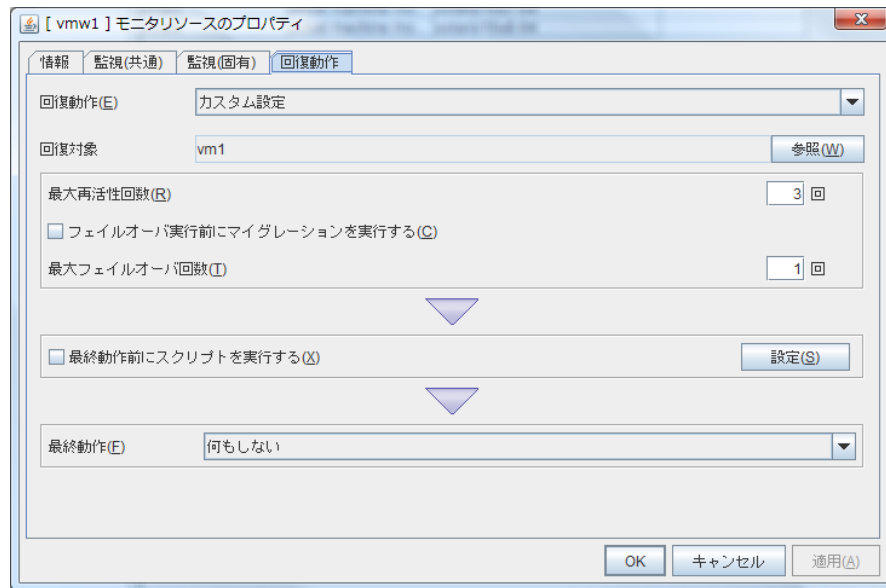 [ vmw1 ] モニタリソースのプロパティ
情報 監視(共通) 監視(固有) 回復動作
回復動作(E) カスタム設定
回復対象 vm1 参照(W)
最大再活性回数(R) 3 回
フェイルオーバ実行前にマイグレーションを実行する(C)
最大フェイルオーバ回数(T) 1 回
最終動作前にスクリプトを実行する(X) 設定(S)
最終動作(F) 何もしない
OK キャンセル 適用(A)